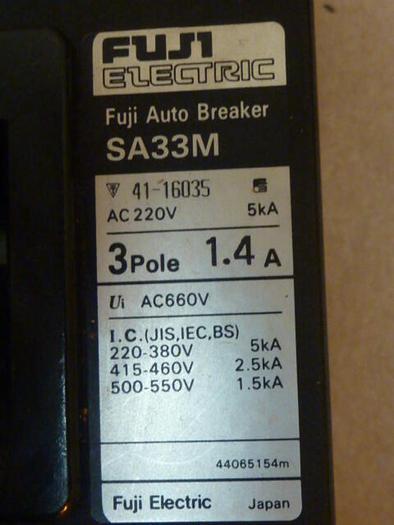 FUJI
ELECTRIC
Fuji Auto Breaker
SA33M
41-16035
AC 220V 5kA
3Pole 1.4 A
Ui AC660V
I.C.(JIS,IEC,BS)
220-380V 5kA
415-460V 2.5kA
500-550V 1.5kA
44065154m
Fuji Electric Japan